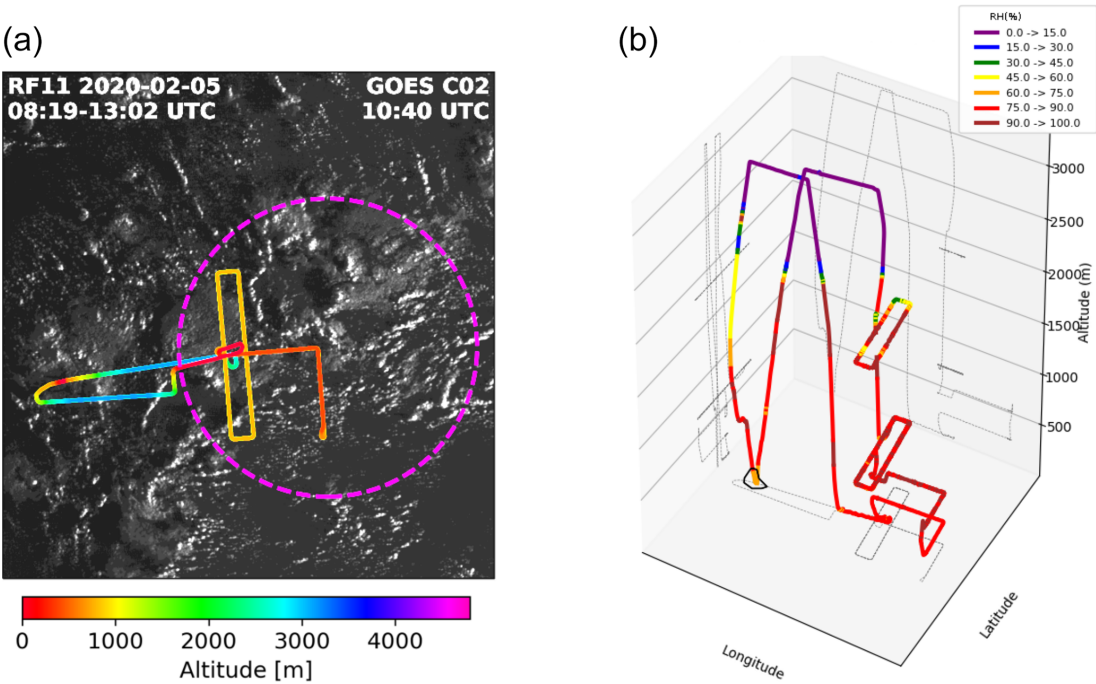 (a)
RF11 2020-02-05
08:19-13:02 UTC
GOES C02
10:40 UTC
0 1000 2000 3000 4000
Altitude [m]
(b)
RH(%)
0.0 -> 15.0
15.0 -> 30.0
30.0 -> 45.0
45.0 -> 60.0
60.0 -> 75.0
75.0 -> 90.0
90.0 -> 100.0
3000
2500
2000
1500
1000
500
Altitude (m)
Latitude
Longitude